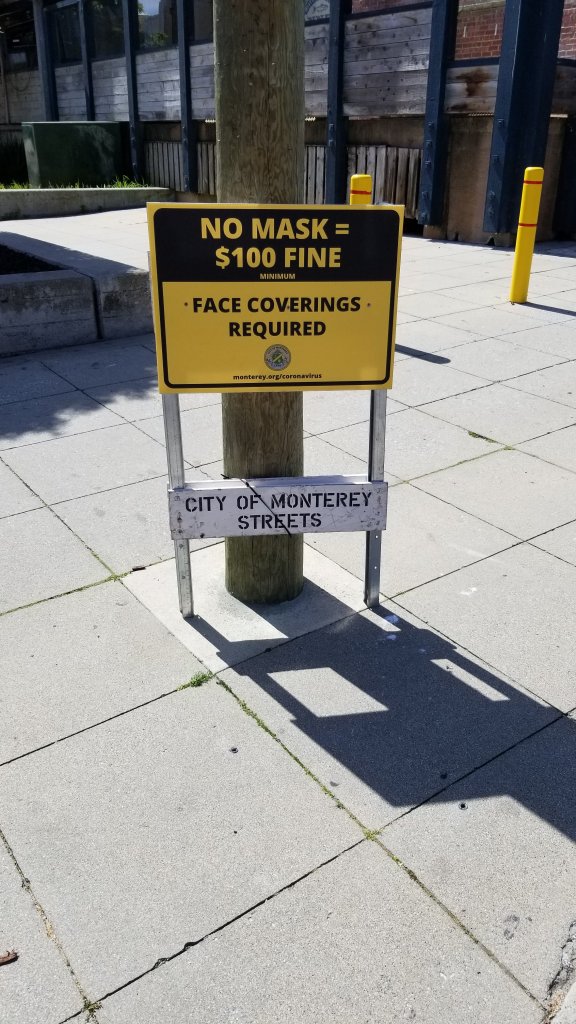 NO MASK =
$100 FINE
MINIMUM
• FACE COVERINGS •
REQUIRED
monterey.org/coronavirus
CITY OF MONTEREY
STREETS